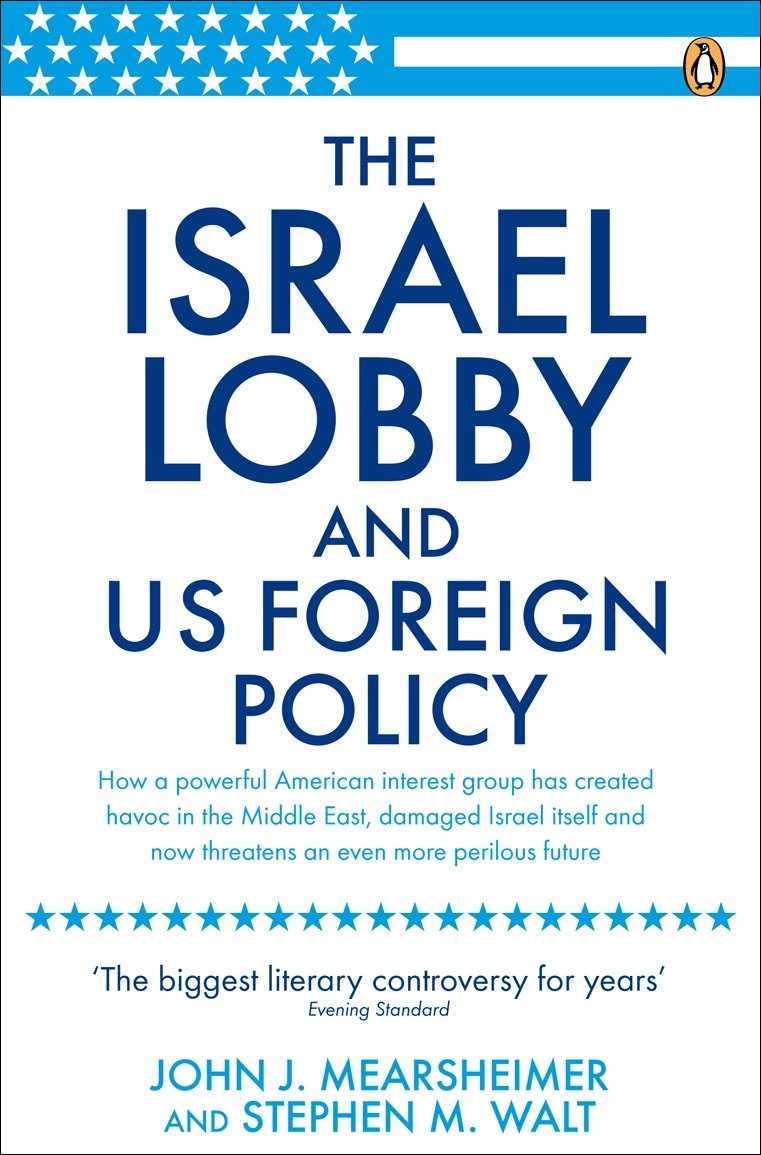 THE
ISRAEL
LOBBY
AND
US FOREIGN
POLICY
How a powerful American interest group has created
havoc in the Middle East, damaged Israel itself and
now threatens an even more perilous future
‘The biggest literary controversy for years’
Evening Standard
JOHN J. MEARSHEIMER
AND STEPHEN M. WALT